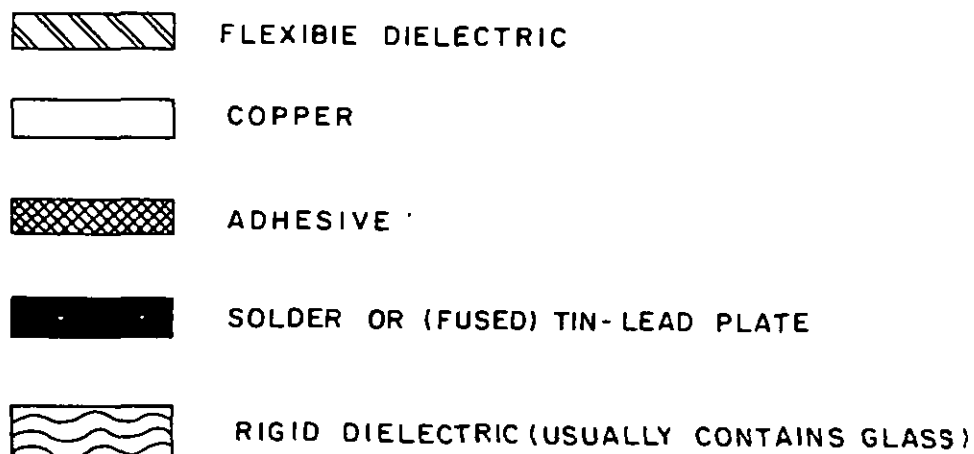 FLEXIBIE DIELECTRIC
COPPER
ADHESIVE
SOLDER OR (FUSED) TIN-LEAD PLATE
RIGID DIELECTRIC (USUALLY CONTAINS GLASS)